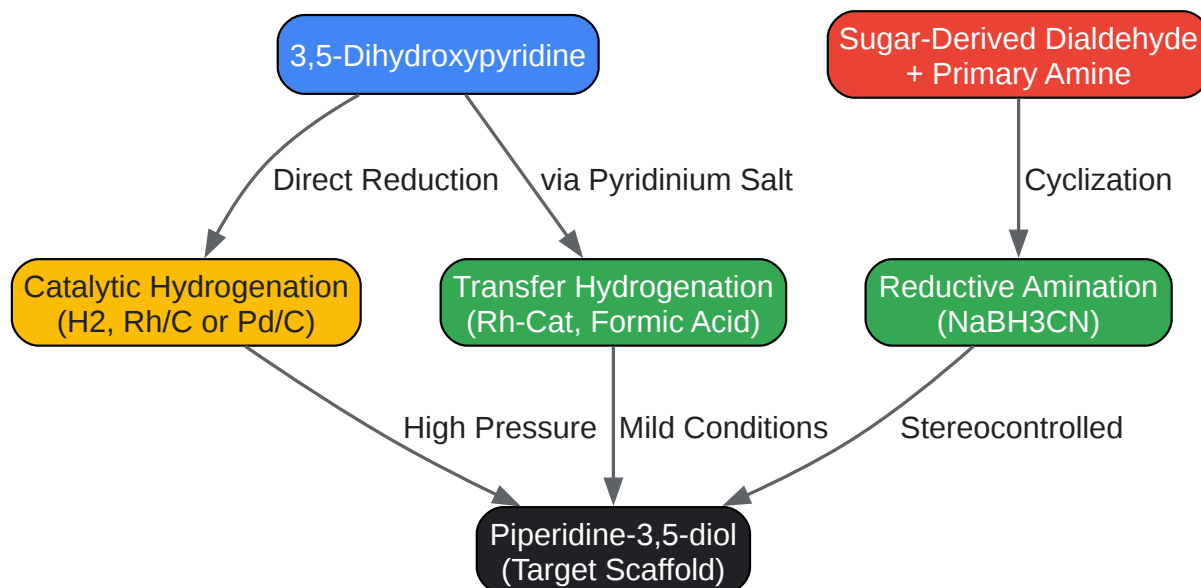 3,5-Dihydroxypyridine
Sugar-Derived Dialdehyde
+ Primary Amine
Direct Reduction
via Pyridinium Salt
Cyclization
Catalytic Hydrogenation
(H2, Rh/C or Pd/C)
Transfer Hydrogenation
(Rh-Cat, Formic Acid)
Reductive Amination
(NaBH3CN)
High Pressure
Mild Conditions
Stereocontrolled
Piperidine-3,5-diol
(Target Scaffold)